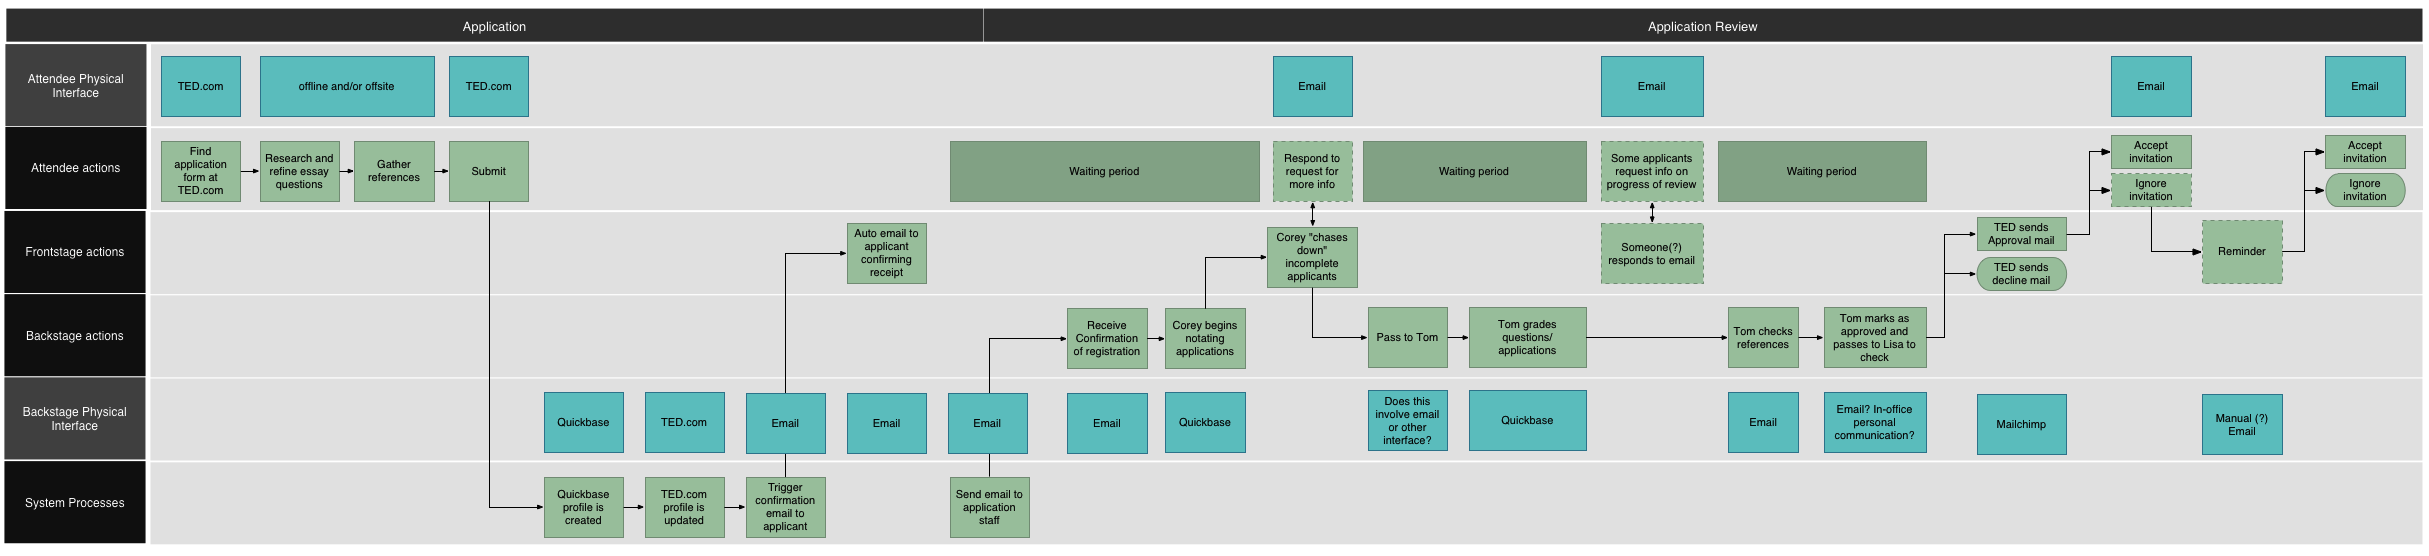 Application
Application Review
Attendee Physical
Interface
TED.com
offline and/or offsite
TED.com
Email
Email
Email
Email
Attendee actions
Find
application
form at
TED.com
Research and
refine essay
questions
Gather
references
Submit
Waiting period
Respond to
request for
more info
Waiting period
Some applicants
request info on
progress of review
Waiting period
Accept
invitation
Ignore
invitation
Accept
invitation
Ignore
invitation
Frontstage actions
Auto email to
applicant
confirming
receipt
Corey "chases
down"
incomplete
applicants
Someone(?)
responds to email
TED sends
Approval mail
TED sends
decline mail
Reminder
Backstage actions
Receive
Confirmation
of registration
Corey begins
notating
applications
Pass to Tom
Tom grades
questions/
applications
Tom checks
references
Tom marks as
approved and
passes to Lisa to
check
Backstage Physical
Interface
Quickbase
TED.com
Email
Email
Email
Email
Quickbase
Does this
involve email
or other
interface?
Quickbase
Email
Email? In-office
personal
communication?
Mailchimp
Manual (?)
Email
System Processes
Quickbase
profile is
created
TED.com
profile is
updated
Trigger
confirmation
email to
applicant
Send email to
application
staff